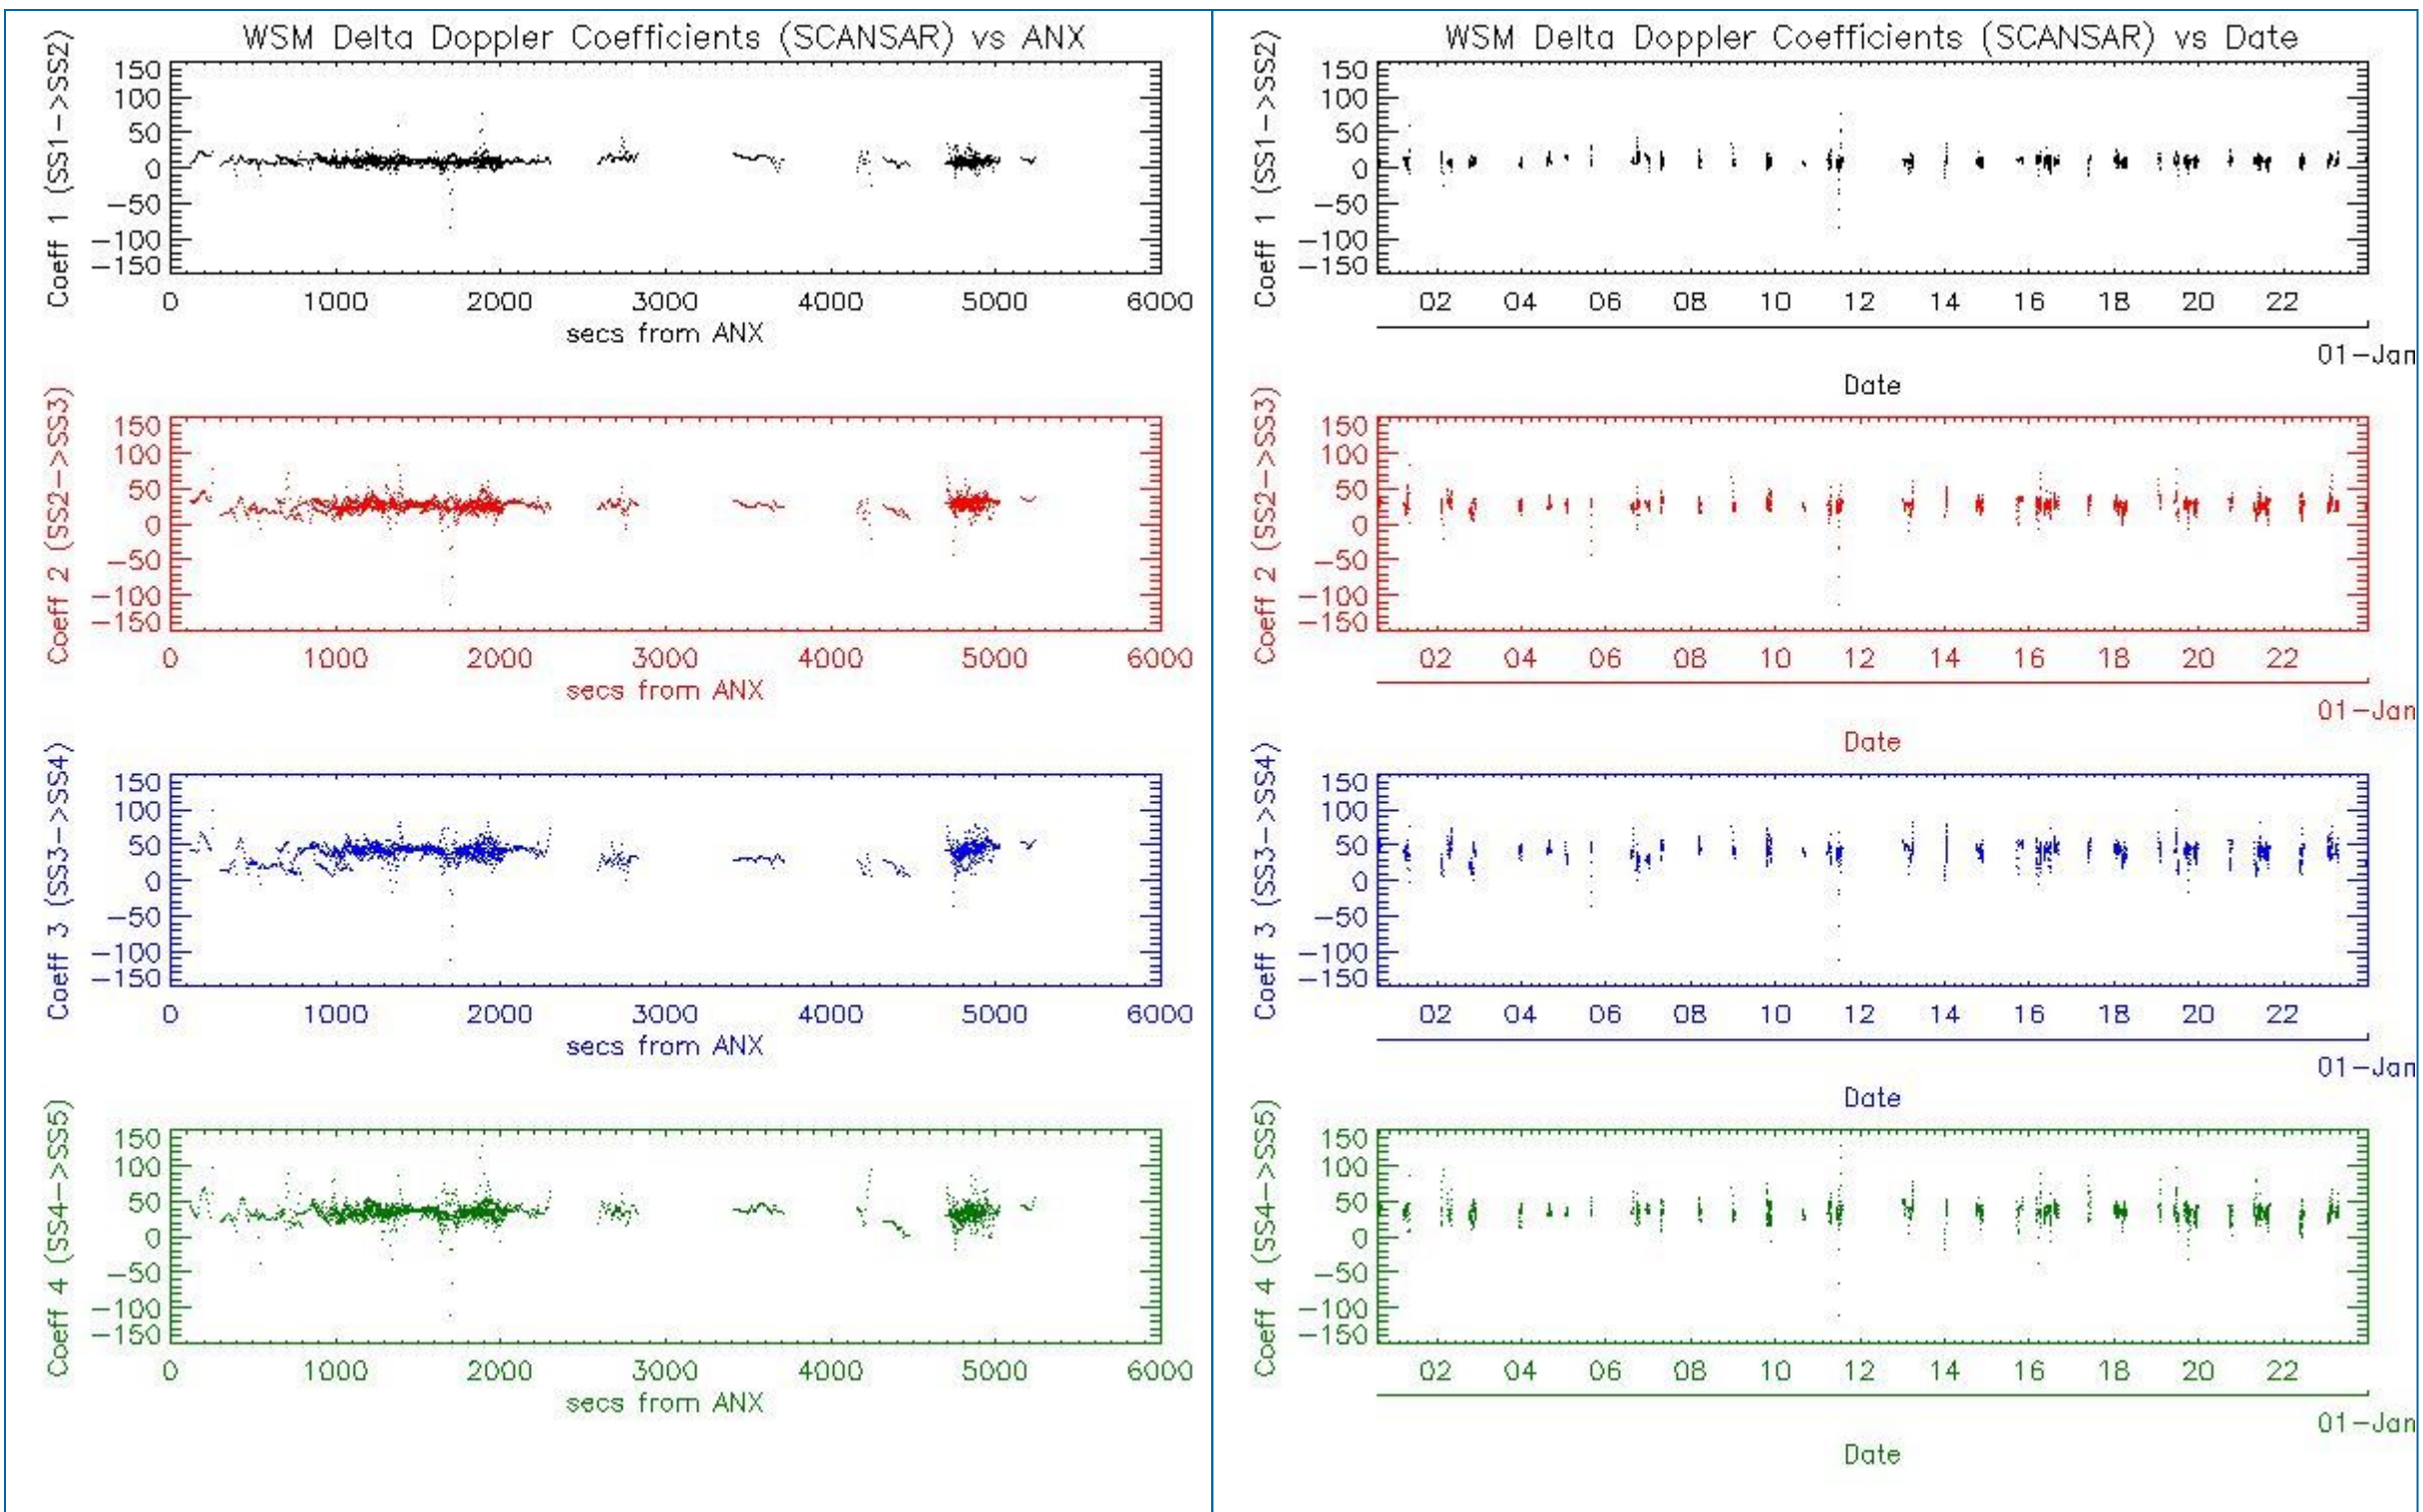 WSM Delta Doppler Coefficients (SCANSAR) vs ANX
Coeff 1 (SS1->SS2)
150
100
50
0
-50
-100
-150
0 1000 2000 3000 4000 5000 6000
secs from ANX
Coeff 2 (SS2->SS3)
150
100
50
0
-50
-100
-150
0 1000 2000 3000 4000 5000 6000
secs from ANX
Coeff 3 (SS3->SS4)
150
100
50
0
-50
-100
-150
0 1000 2000 3000 4000 5000 6000
secs from ANX
Coeff 4 (SS4->SS5)
150
100
50
0
-50
-100
-150
0 1000 2000 3000 4000 5000 6000
secs from ANX
WSM Delta Doppler Coefficients (SCANSAR) vs Date
Coeff 1 (SS1->SS2)
150
100
50
0
-50
-100
-150
02 04 06 08 10 12 14 16 18 20 22
01-Jan
Date
Coeff 2 (SS2->SS3)
150
100
50
0
-50
-100
-150
02 04 06 08 10 12 14 16 18 20 22
01-Jan
Date
Coeff 3 (SS3->SS4)
150
100
50
0
-50
-100
-150
02 04 06 08 10 12 14 16 18 20 22
01-Jan
Date
Coeff 4 (SS4->SS5)
150
100
50
0
-50
-100
-150
02 04 06 08 10 12 14 16 18 20 22
01-Jan
Date